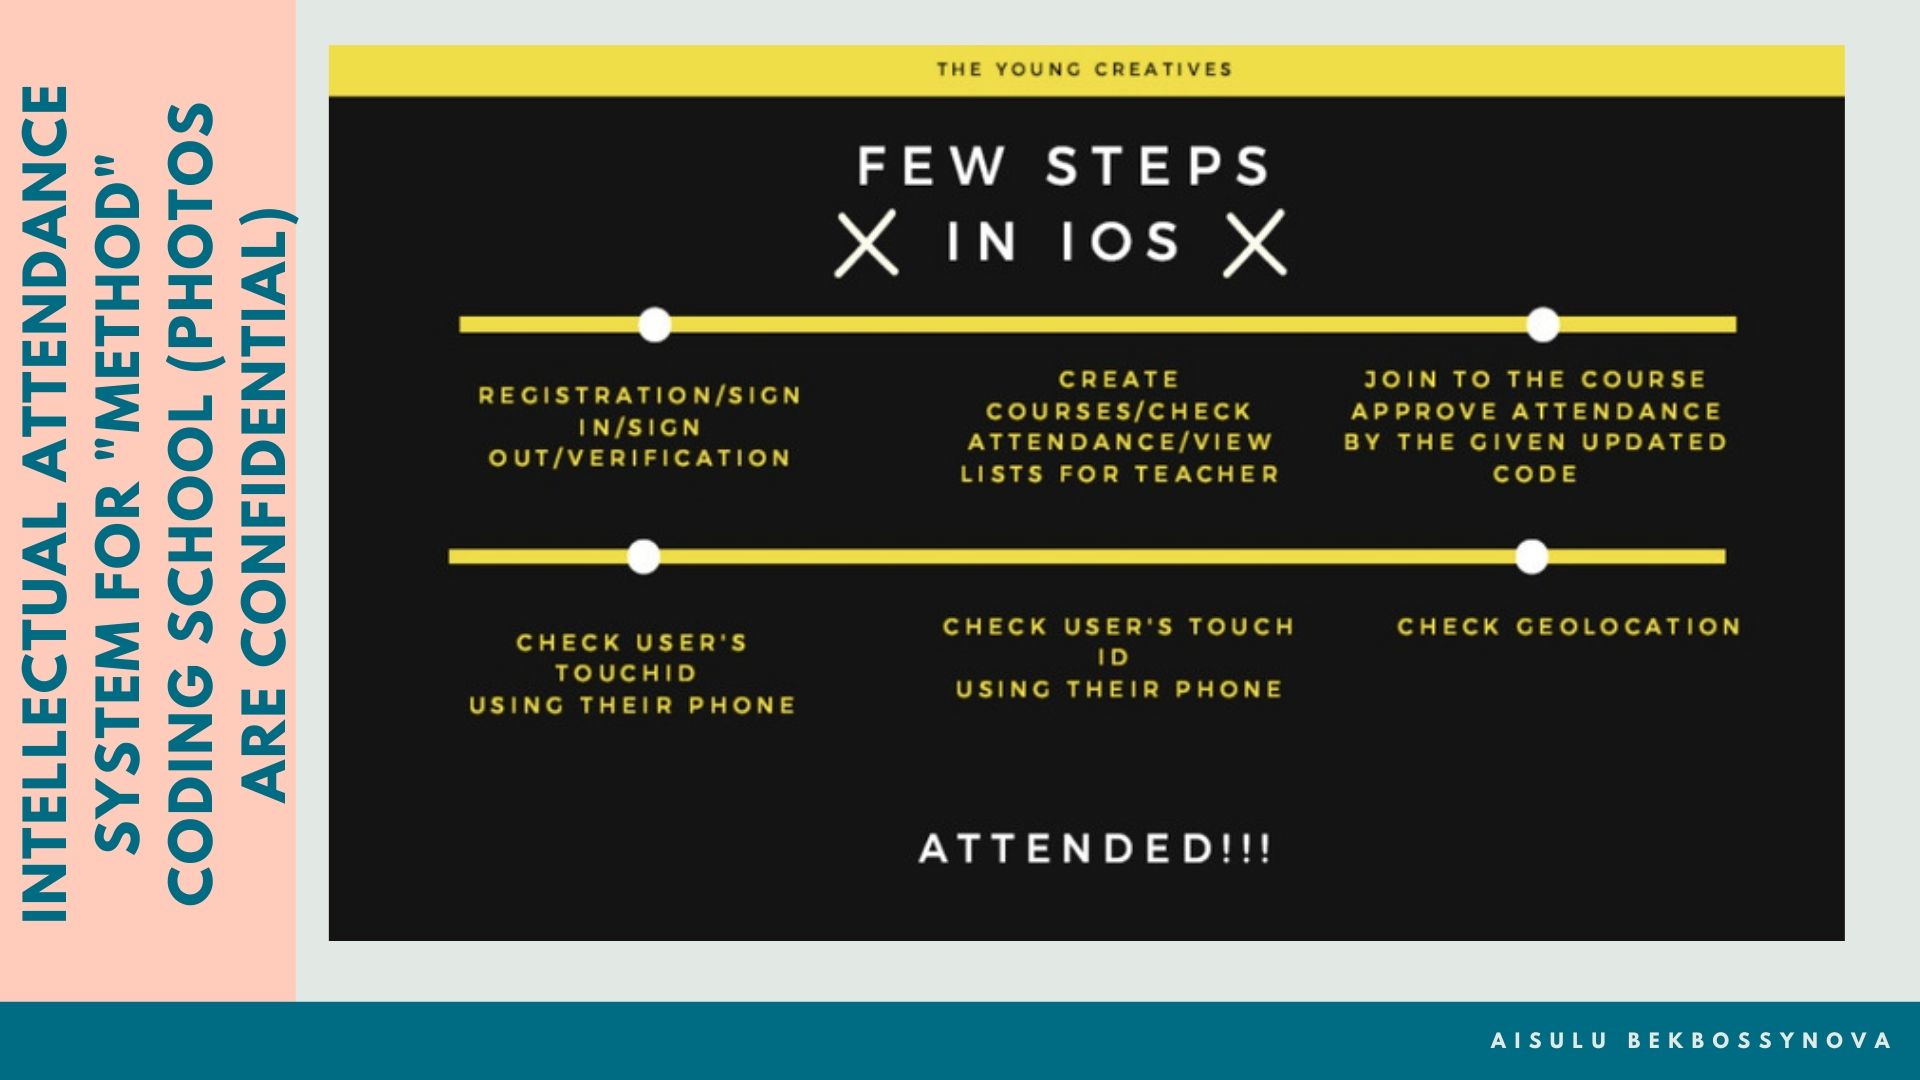 INTELLECTUAL ATTENDANCE
SYSTEM FOR "METHOD"
CODING SCHOOL (PHOTOS
ARE CONFIDENTIAL)
THE YOUNG CREATIVES
FEW STEPS
IN IOS
REGISTRATION/SIGN
IN/SIGN
OUT/VERIFICATION
CREATE
COURSES/CHECK
ATTENDANCE/VIEW
LISTS FOR TEACHER
JOIN TO THE COURSE
APPROVE ATTENDANCE
BY THE GIVEN UPDATED
CODE
CHECK USER'S
TOUCHID
USING THEIR PHONE
CHECK USER'S TOUCH
ID
USING THEIR PHONE
CHECK GEOLOCATION
ATTENDED!!!
AISULU BEKBOSSYNOVA